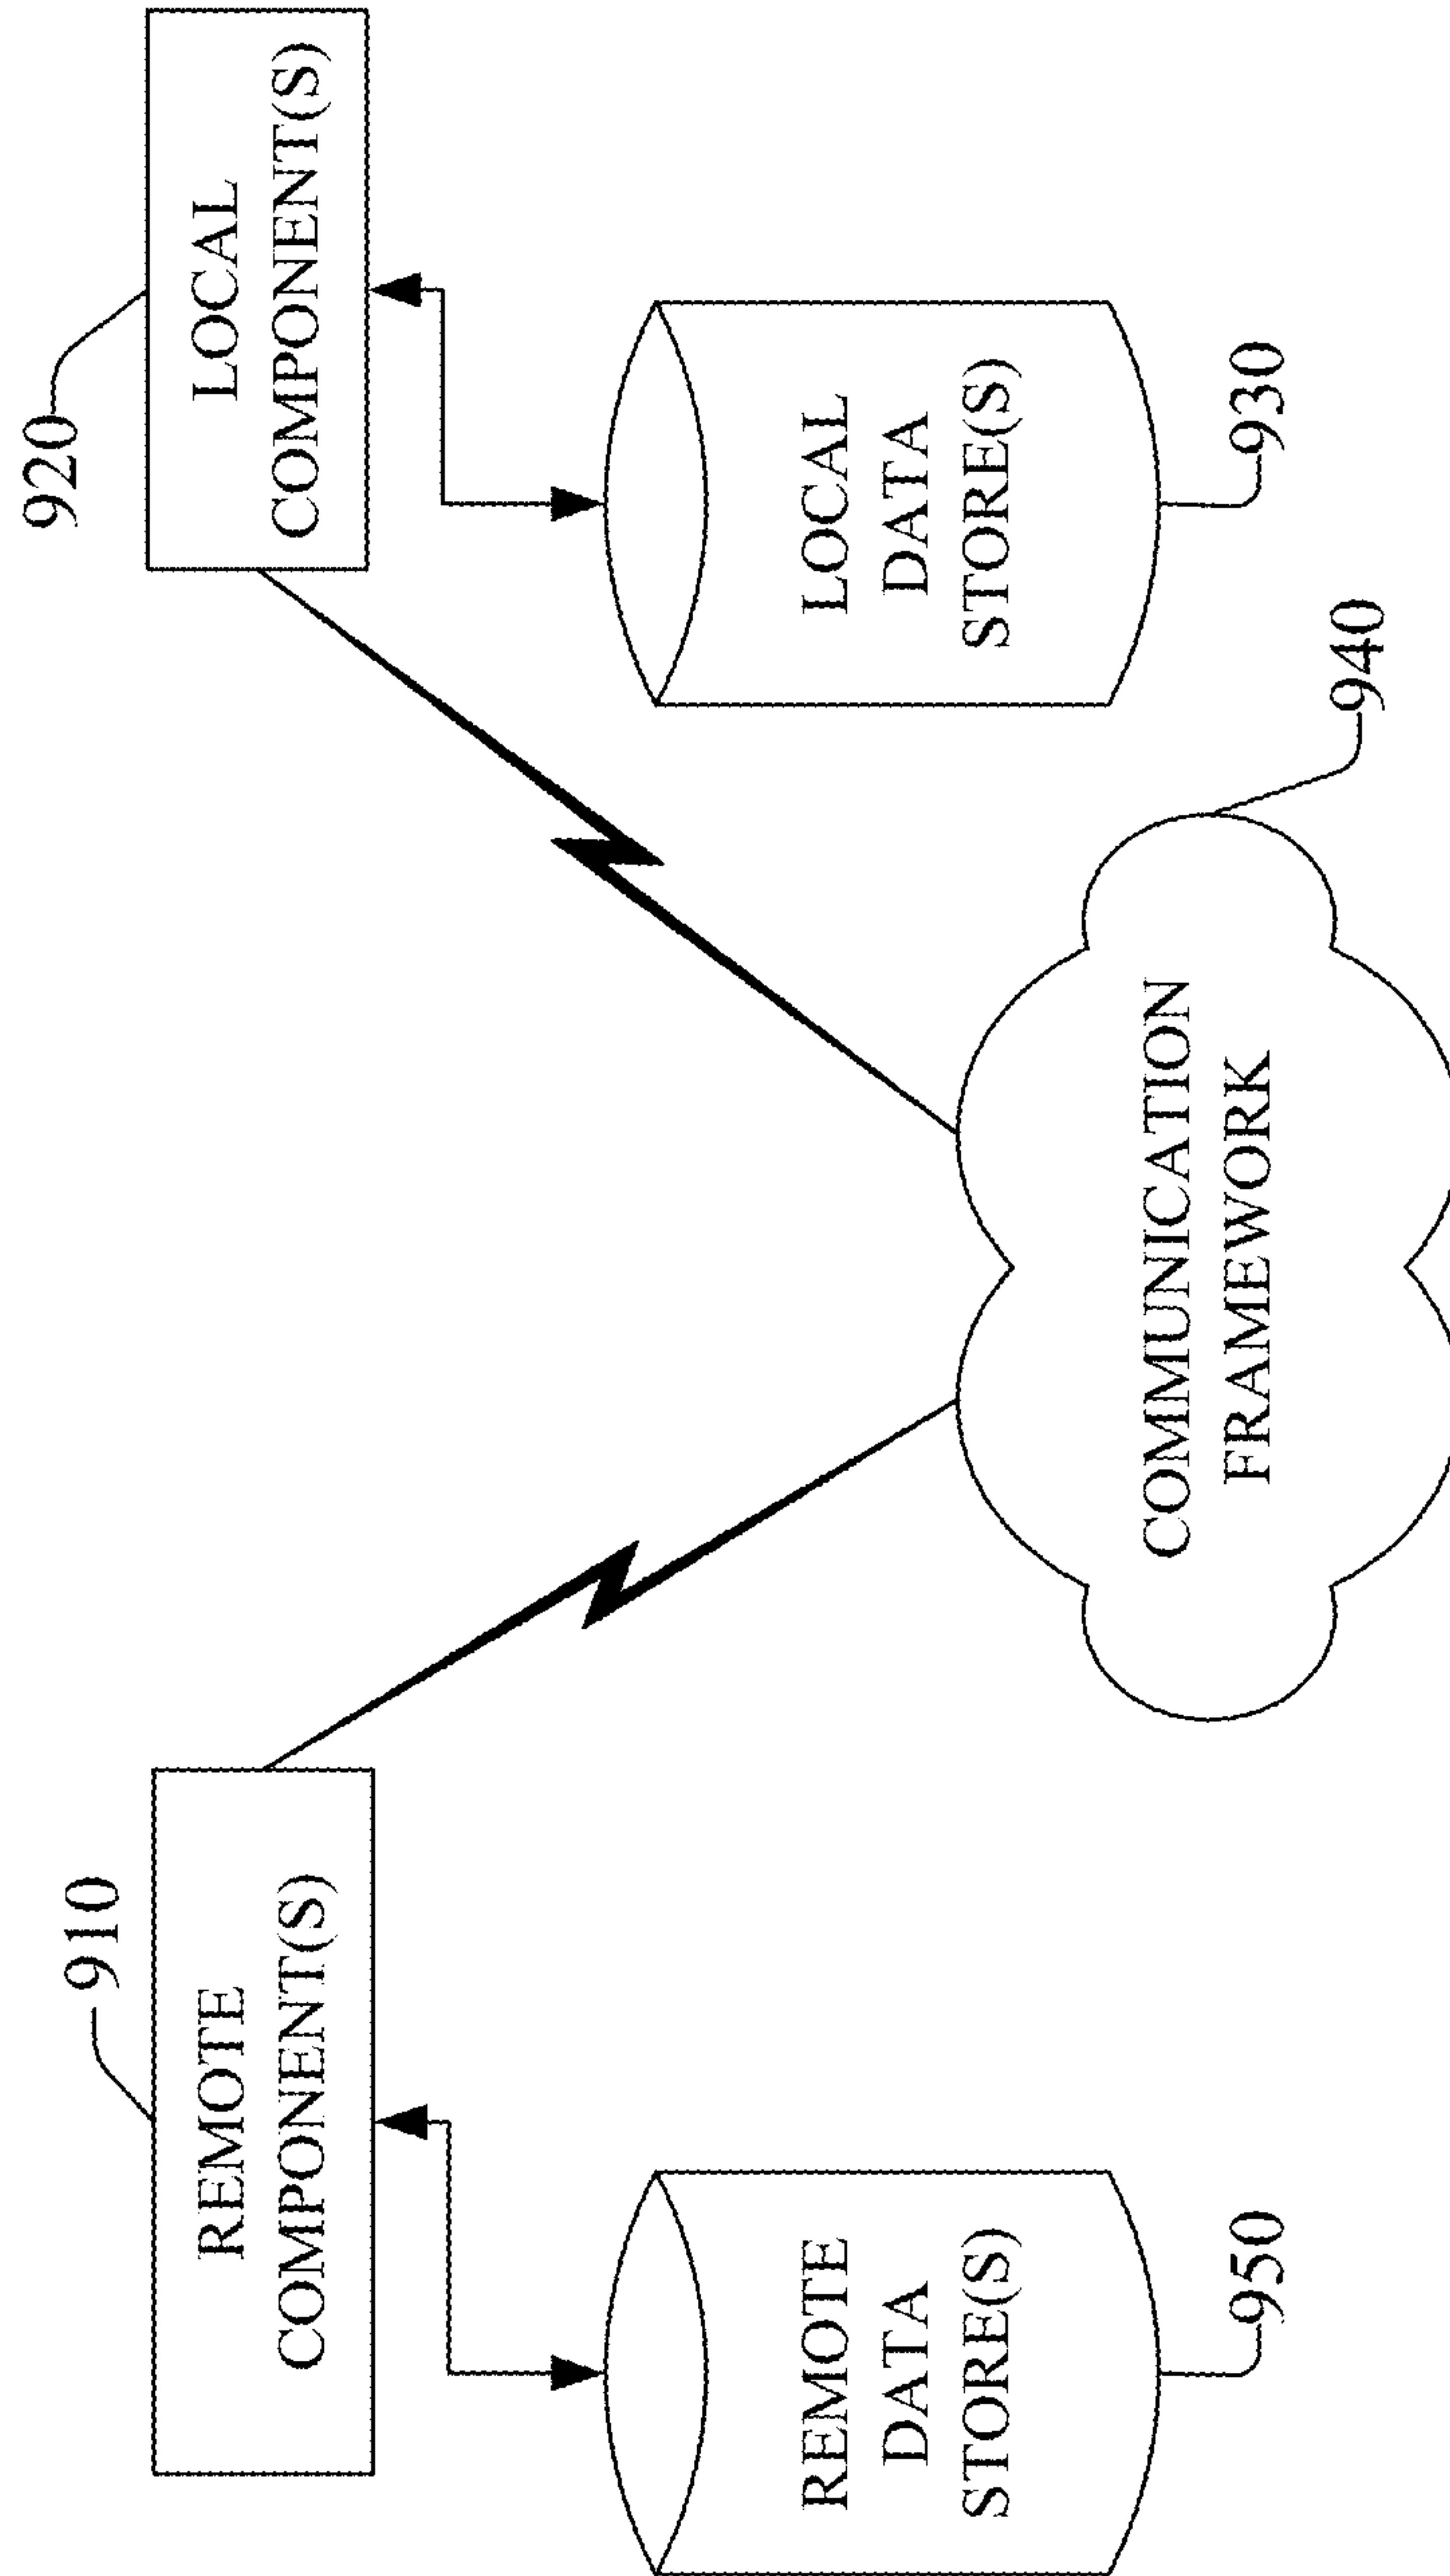 910
REMOTE
COMPONENT(S)
920
LOCAL
COMPONENT(S)
REMOTE
DATA
STORE(S)
950
COMMUNICATION
FRAMEWORK
940
LOCAL
DATA
STORE(S)
930